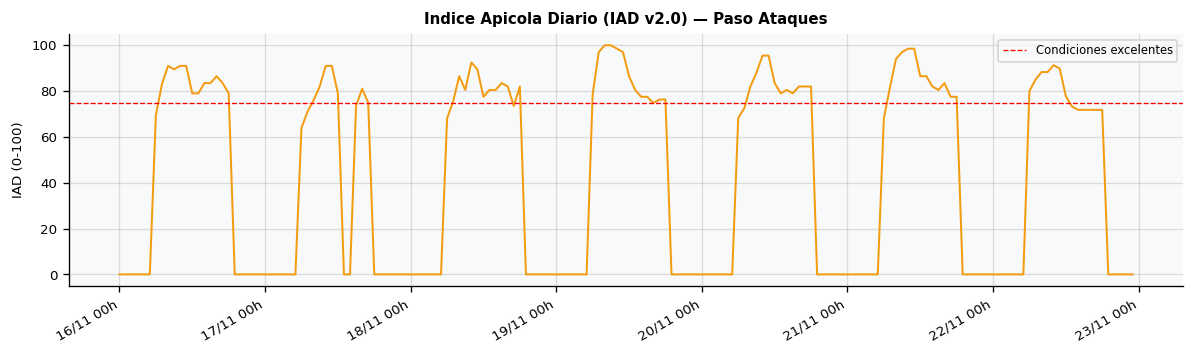 Indice Apicola Diario (IAD v2.0) — Paso Ataques
Condiciones excelentes
IAD (0-100)
100
80
60
40
20
0
16/11 00h
17/11 00h
18/11 00h
19/11 00h
20/11 00h
21/11 00h
22/11 00h
23/11 00h